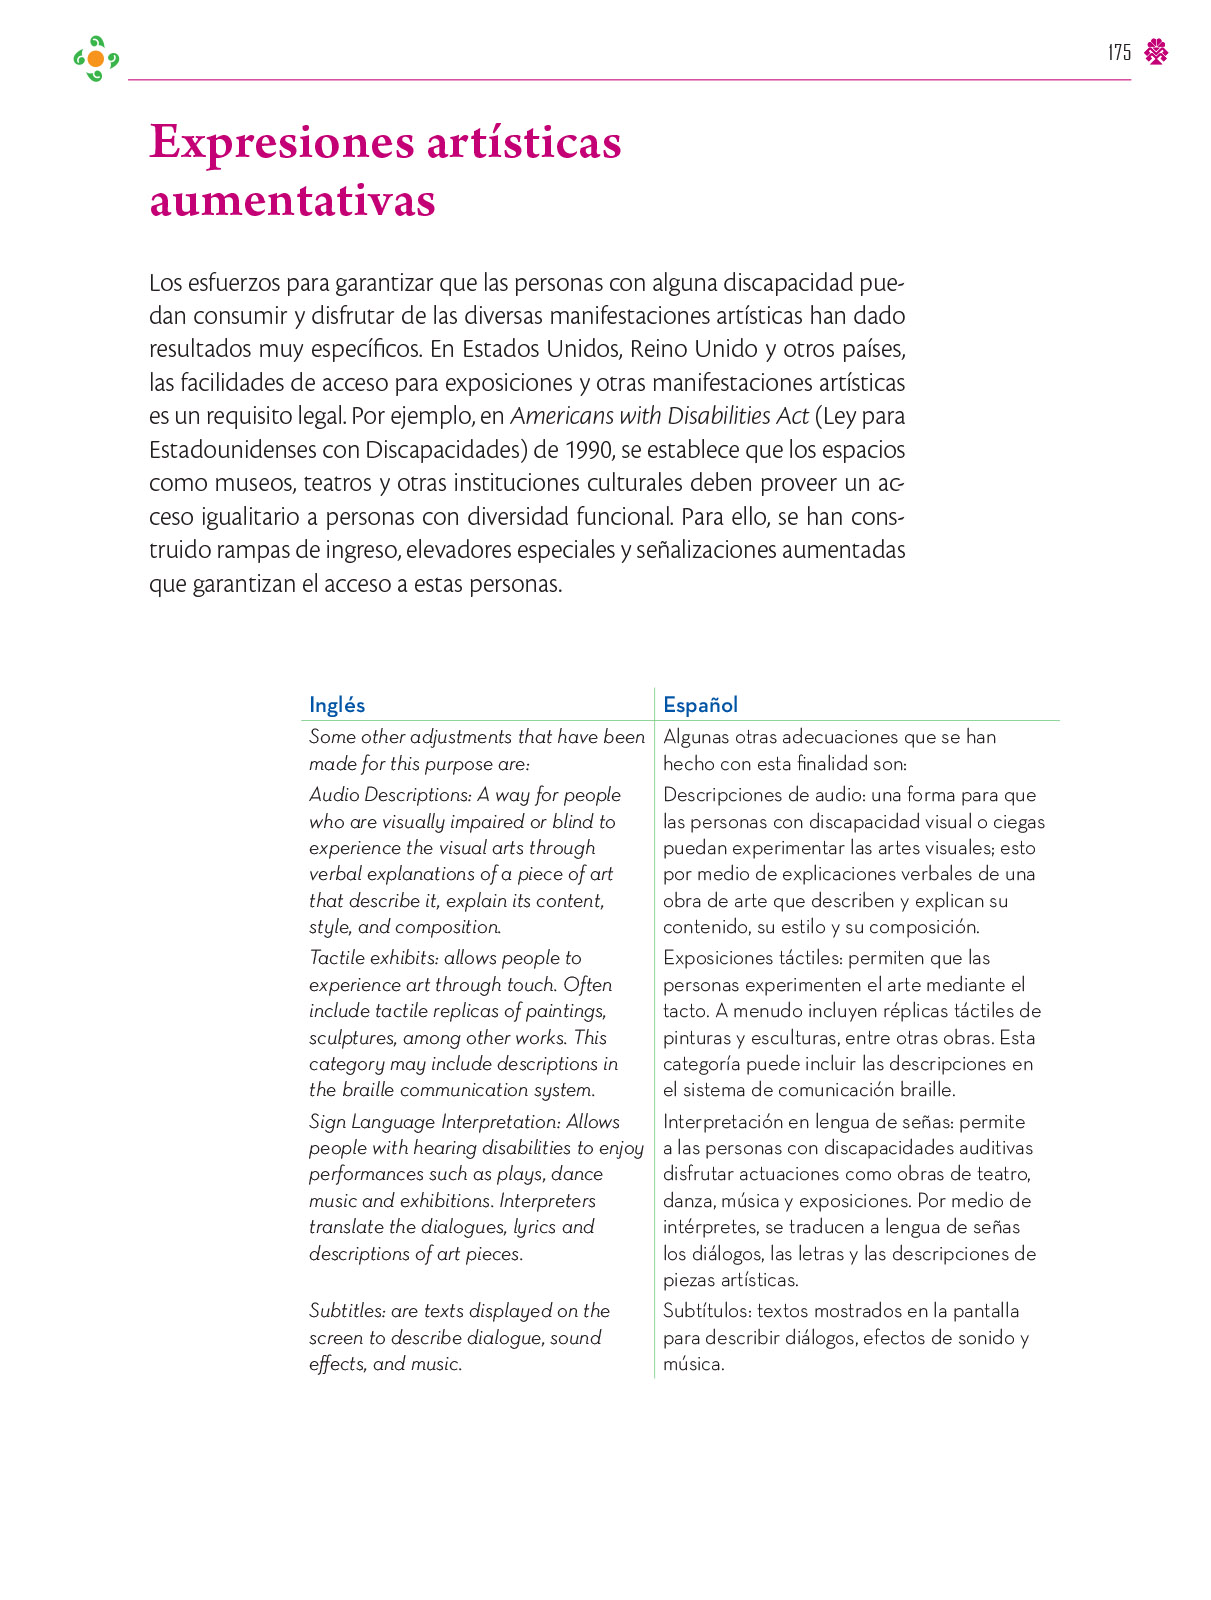 175
Expresiones artísticas
aumentativas
Los esfuerzos para garantizar que las personas con alguna discapacidad pue-
dan consumir y disfrutar de las diversas manifestaciones artísticas han dado
resultados muy específicos. En Estados Unidos, Reino Unido y otros países,
las facilidades de acceso para exposiciones y otras manifestaciones artísticas
es un requisito legal. Por ejemplo, en Americans with Disabilities Act (Ley para
Estadounidenses con Discapacidades) de 1990, se establece que los espacios
como museos, teatros y otras instituciones culturales deben proveer un ac-
ceso igualitario a personas con diversidad funcional. Para ello, se han cons-
truido rampas de ingreso, elevadores especiales y señalizaciones aumentadas
que garantizan el acceso a estas personas.
Inglés
Some other adjustments that have been
made for this purpose are:
Audio Descriptions: A way for people
who are visually impaired or blind to
experience the visual arts through
verbal explanations of a piece of art
that describe it, explain its content,
style, and composition.
Tactile exhibits: allows people to
experience art through touch. Often
include tactile replicas of paintings,
sculptures, among other works. This
category may include descriptions in
the braille communication system.
Sign Language Interpretation: Allows
people with hearing disabilities to enjoy
performances such as plays, dance
music and exhibitions. Interpreters
translate the dialogues, lyrics and
descriptions of art pieces.
Subtitles: are texts displayed on the
screen to describe dialogue, sound
effects, and music.
Español
Algunas otras adecuaciones que se han
hecho con esta finalidad son:
Descripciones de audio: una forma para que
las personas con discapacidad visual o ciegas
puedan experimentar las artes visuales; esto
por medio de explicaciones verbales de una
obra de arte que describen y explican su
contenido, su estilo y su composición.
Exposiciones táctiles: permiten que las
personas experimenten el arte mediante el
tacto. A menudo incluyen réplicas táctiles de
pinturas y esculturas, entre otras obras. Esta
categoría puede incluir las descripciones en
el sistema de comunicación braille.
Interpretación en lengua de señas: permite
a las personas con discapacidades auditivas
disfrutar actuaciones como obras de teatro,
danza, música y exposiciones. Por medio de
intérpretes, se traducen a lengua de señas
los diálogos, las letras y las descripciones de
piezas artísticas.
Subtítulos: textos mostrados en la pantalla
para describir diálogos, efectos de sonido y
música.